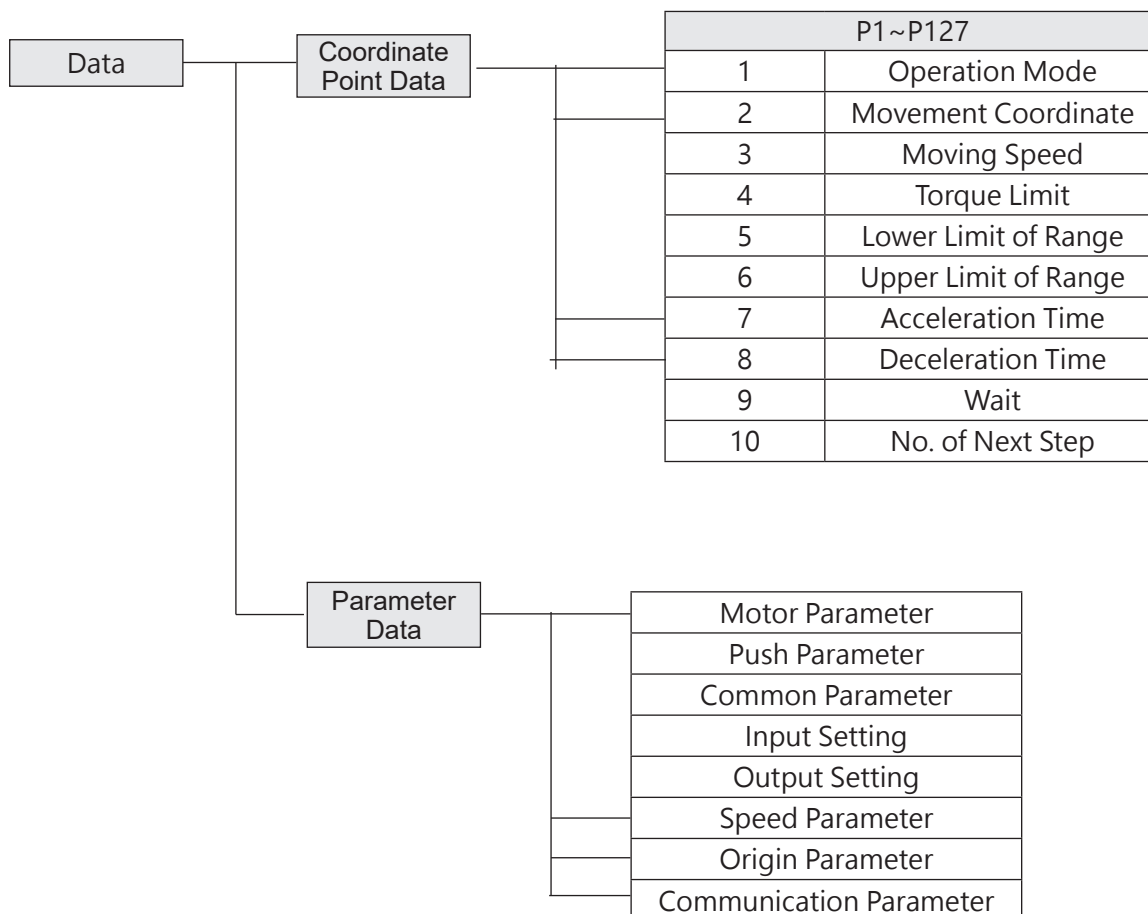 Data
Coordinate
Point Data
P1~P127
1 Operation Mode
2 Movement Coordinate
3 Moving Speed
4 Torque Limit
5 Lower Limit of Range
6 Upper Limit of Range
7 Acceleration Time
8 Deceleration Time
9 Wait
10 No. of Next Step
Parameter
Data
Motor Parameter
Push Parameter
Common Parameter
Input Setting
Output Setting
Speed Parameter
Origin Parameter
Communication Parameter